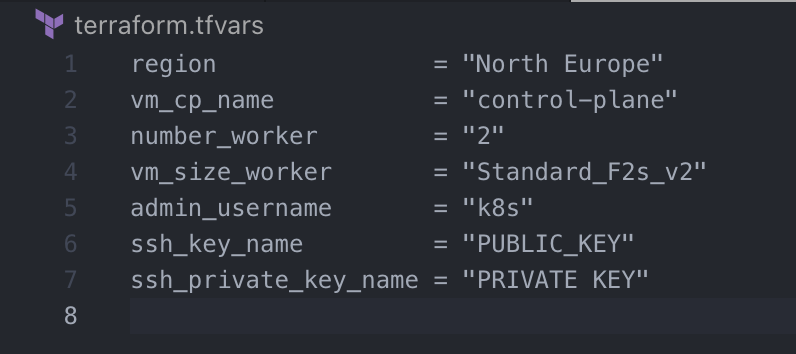 terraform.tfvars
1 region = "North Europe"
2 vm_cp_name = "control-plane"
3 number_worker = "2"
4 vm_size_worker = "Standard_F2s_v2"
5 admin_username = "k8s"
6 ssh_key_name = "PUBLIC_KEY"
7 ssh_private_key_name = "PRIVATE KEY"
8